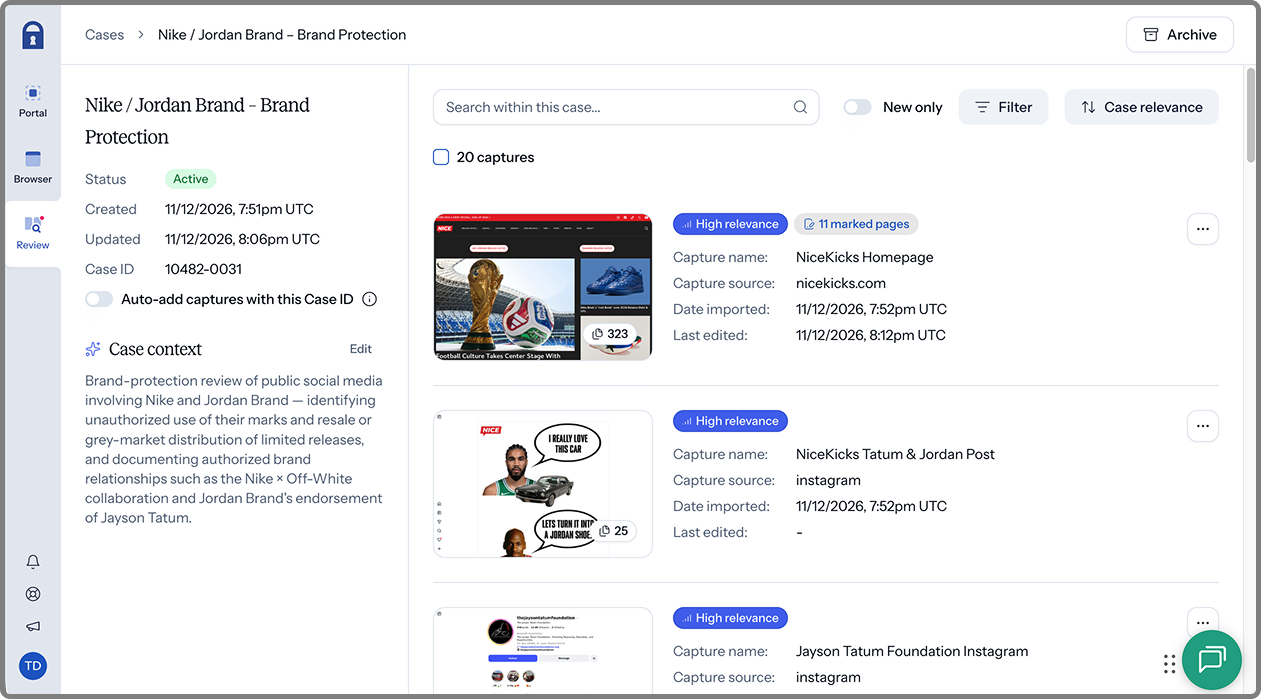 Cases > Nike / Jordan Brand – Brand Protection
Archive
Portal
Browser
Review
TD
Nike / Jordan Brand – Brand
Protection
Status Active
Created 11/12/2026, 7:51pm UTC
Updated 11/12/2026, 8:06pm UTC
Case ID 10482-0031
Auto-add captures with this Case ID
Case context Edit
Brand-protection review of public social media
involving Nike and Jordan Brand — identifying
unauthorized use of their marks and resale or
grey-market distribution of limited releases,
and documenting authorized brand
relationships such as the Nike × Off-White
collaboration and Jordan Brand's endorsement
of Jayson Tatum.
Search within this case...
New only
Filter
Case relevance
20 captures
NICE
Football Culture Takes Center Stage With
323
High relevance 11 marked pages
Capture name: NiceKicks Homepage
Capture source: nicekicks.com
Date imported: 11/12/2026, 7:52pm UTC
Last edited: 11/12/2026, 8:12pm UTC
NICE
I REALLY LOVE
THIS CAR
LETS TURN IT INTO
A JORDAN SHOE.
25
High relevance
Capture name: NiceKicks Tatum & Jordan Post
Capture source: instagram
Date imported: 11/12/2026, 7:52pm UTC
Last edited: -
thejaysontatumfoundation
Follow
Message
High relevance
Capture name: Jayson Tatum Foundation Instagram
Capture source: instagram